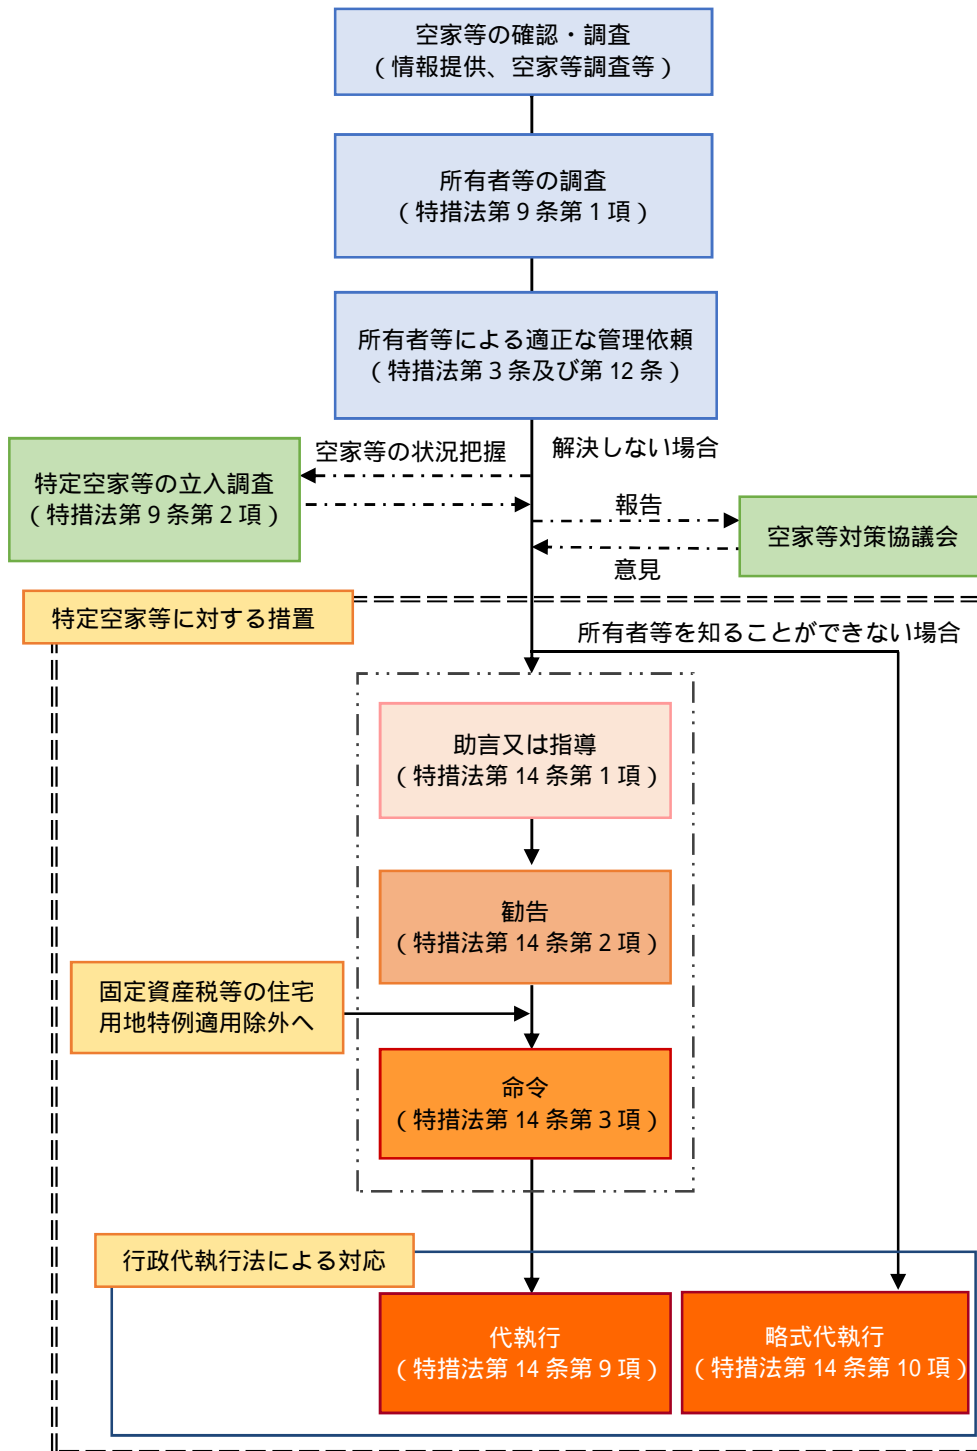 空家等の確認・調査
（情報提供、空家等調査等）
所有者等の調査
（特措法第９条第１項）
所有者等による適正な管理依頼
（特措法第３条及び第 12 条）
空家等の状況把握
解決しない場合
特定空家等の立入調査
（特措法第９条第２項）
報告
空家等対策協議会
意見
特定空家等に対する措置
所有者等を知ることができない場合
助言又は指導
（特措法第 14 条第１項）
勧告
（特措法第 14 条第２項）
固定資産税等の住宅
用地特例適用除外へ
命令
（特措法第 14 条第３項）
行政代執行法による対応
代執行
（特措法第 14 条第９項）
略式代執行
（特措法第 14 条第 10 項）